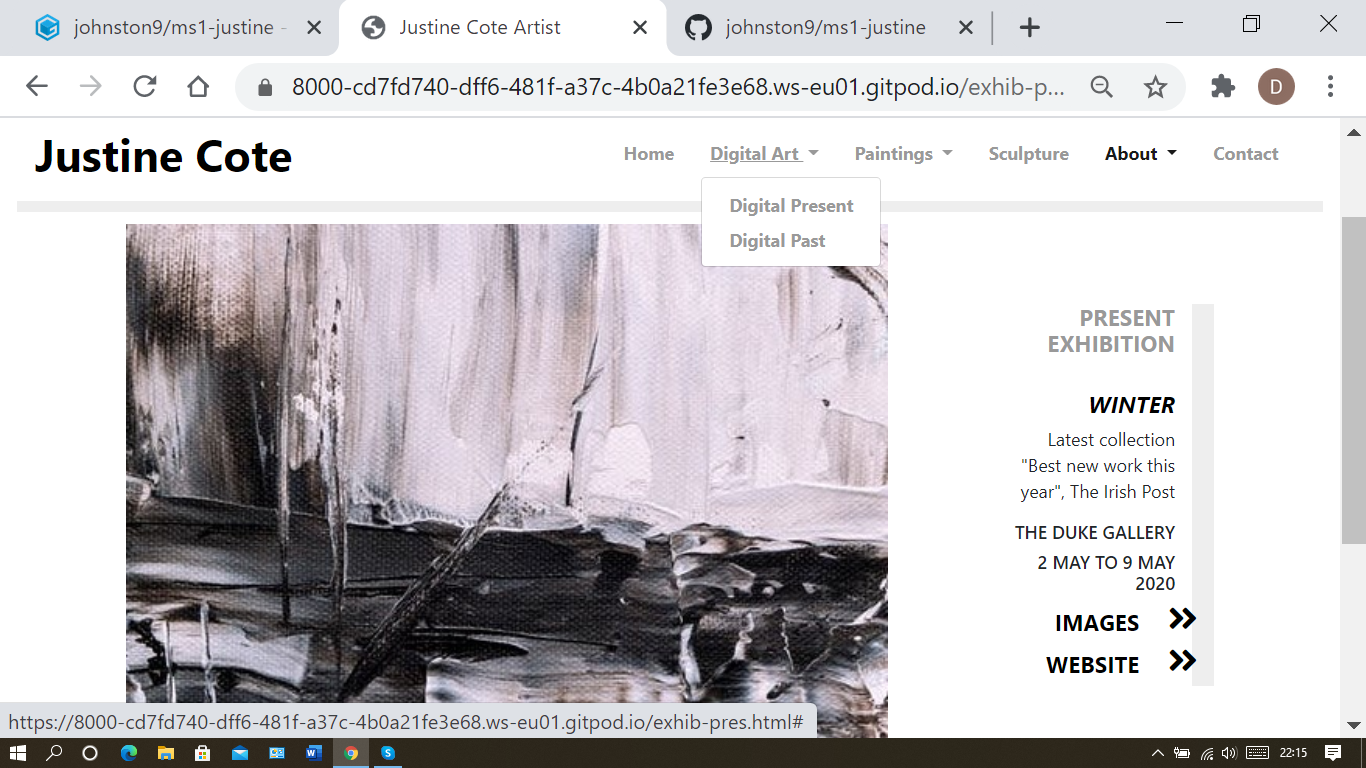 johnston9/ms1-justine -
Justine Cote Artist
johnston9/ms1-justine
8000-cd7fd740-dff6-481f-a37c-4b0a21fe3e68.ws-eu01.gitpod.io/exhib-p...
D
Justine Cote
Home Digital Art Paintings Sculpture About Contact
Digital Present
Digital Past
PRESENT
EXHIBITION
WINTER
Latest collection
"Best new work this
year", The Irish Post
THE DUKE GALLERY
2 MAY TO 9 MAY
2020
IMAGES
WEBSITE
https://8000-cd7fd740-dff6-481f-a37c-4b0a21fe3e68.ws-eu01.gitpod.io/exhib-pres.html#
22:15